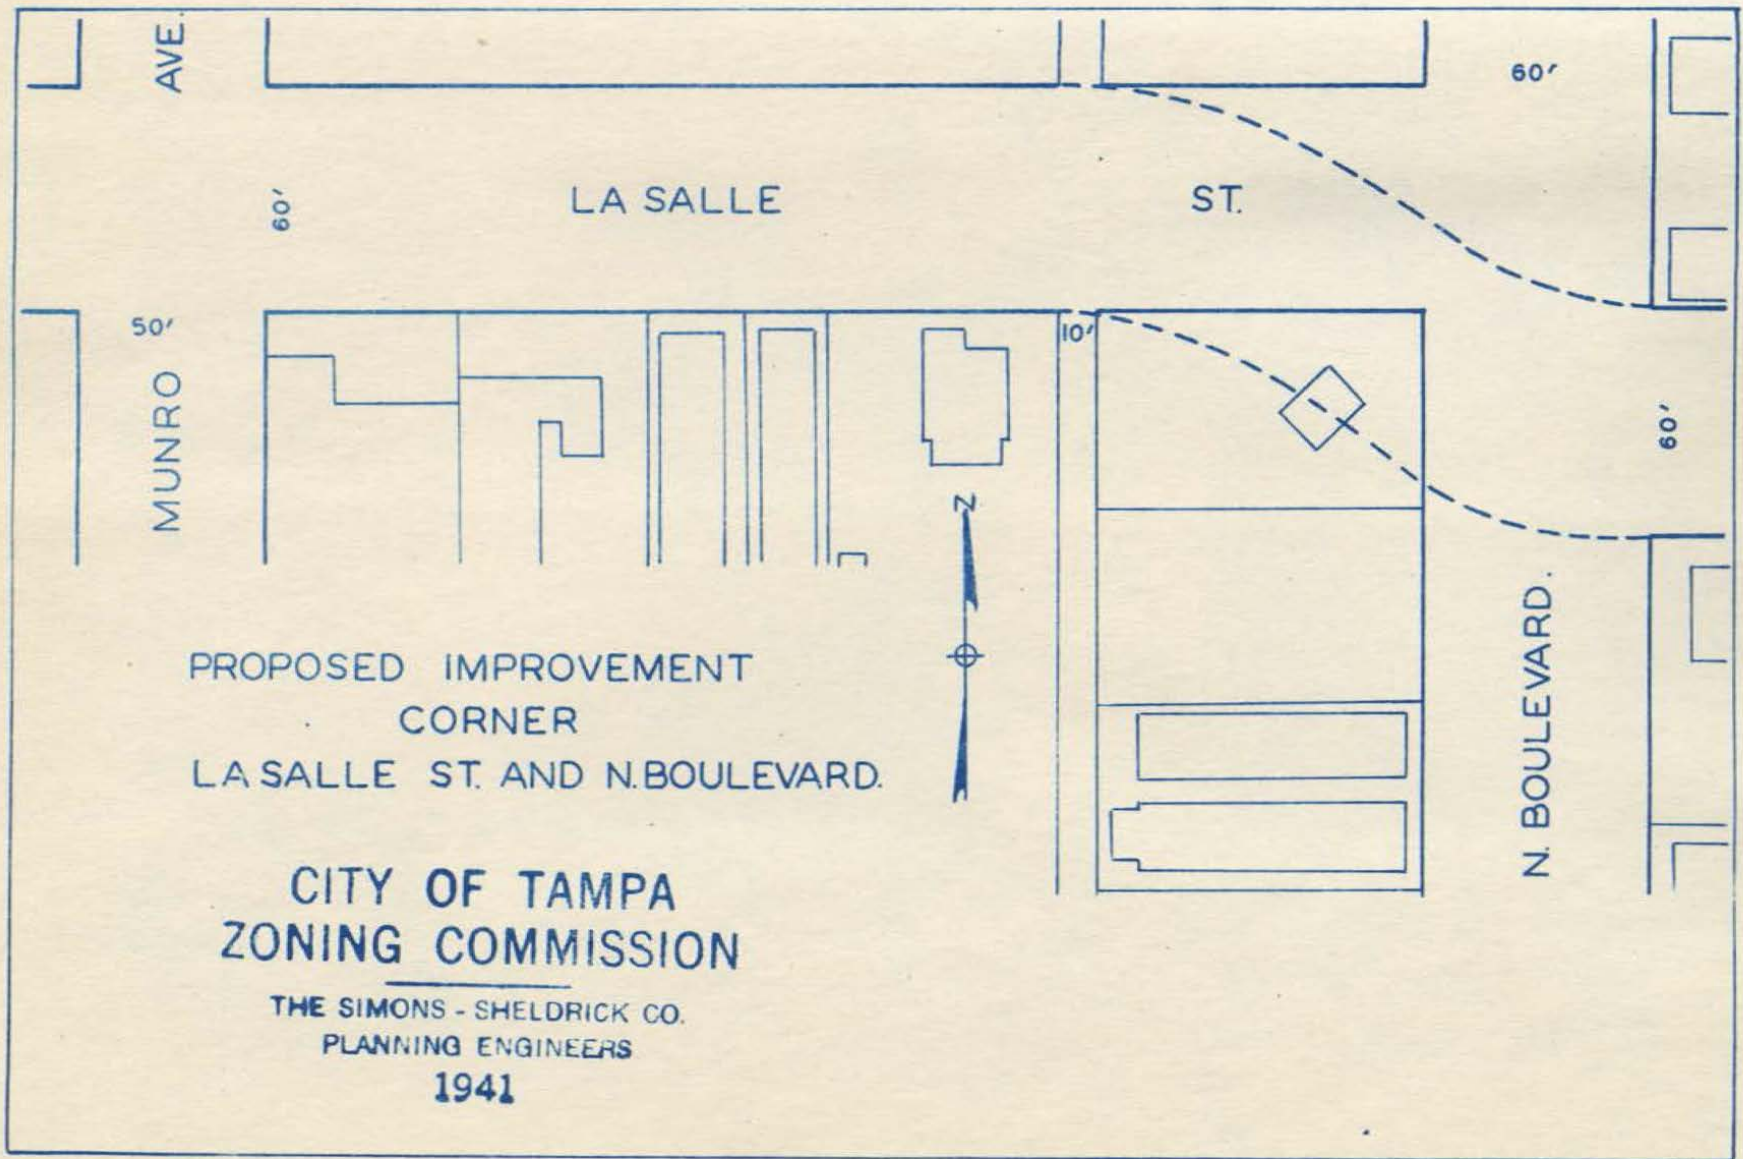 AVE.
60'
60'
LA SALLE ST.
50'
10'
MUNRO
60'
N
N. BOULEVARD.
PROPOSED IMPROVEMENT
CORNER
LA SALLE ST. AND N. BOULEVARD.
CITY OF TAMPA
ZONING COMMISSION
THE SIMONS - SHELDRICK CO.
PLANNING ENGINEERS
1941